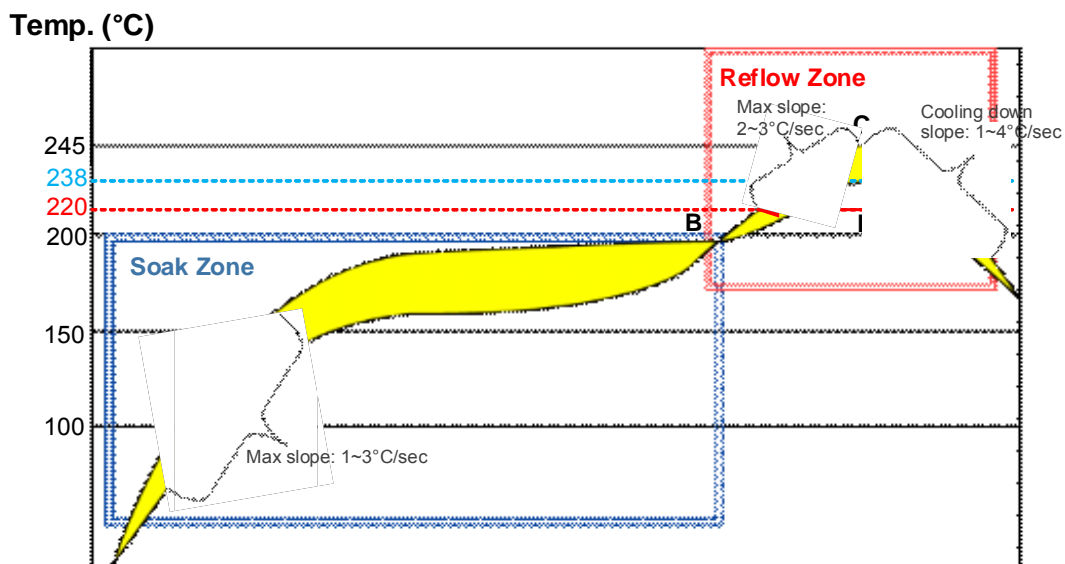 Temp. (°C)
Reflow Zone
Max slope:
2~3°C/sec
Cooling down
slope: 1~4°C/sec
245
238
220
200
B
Soak Zone
150
100
Max slope: 1~3°C/sec